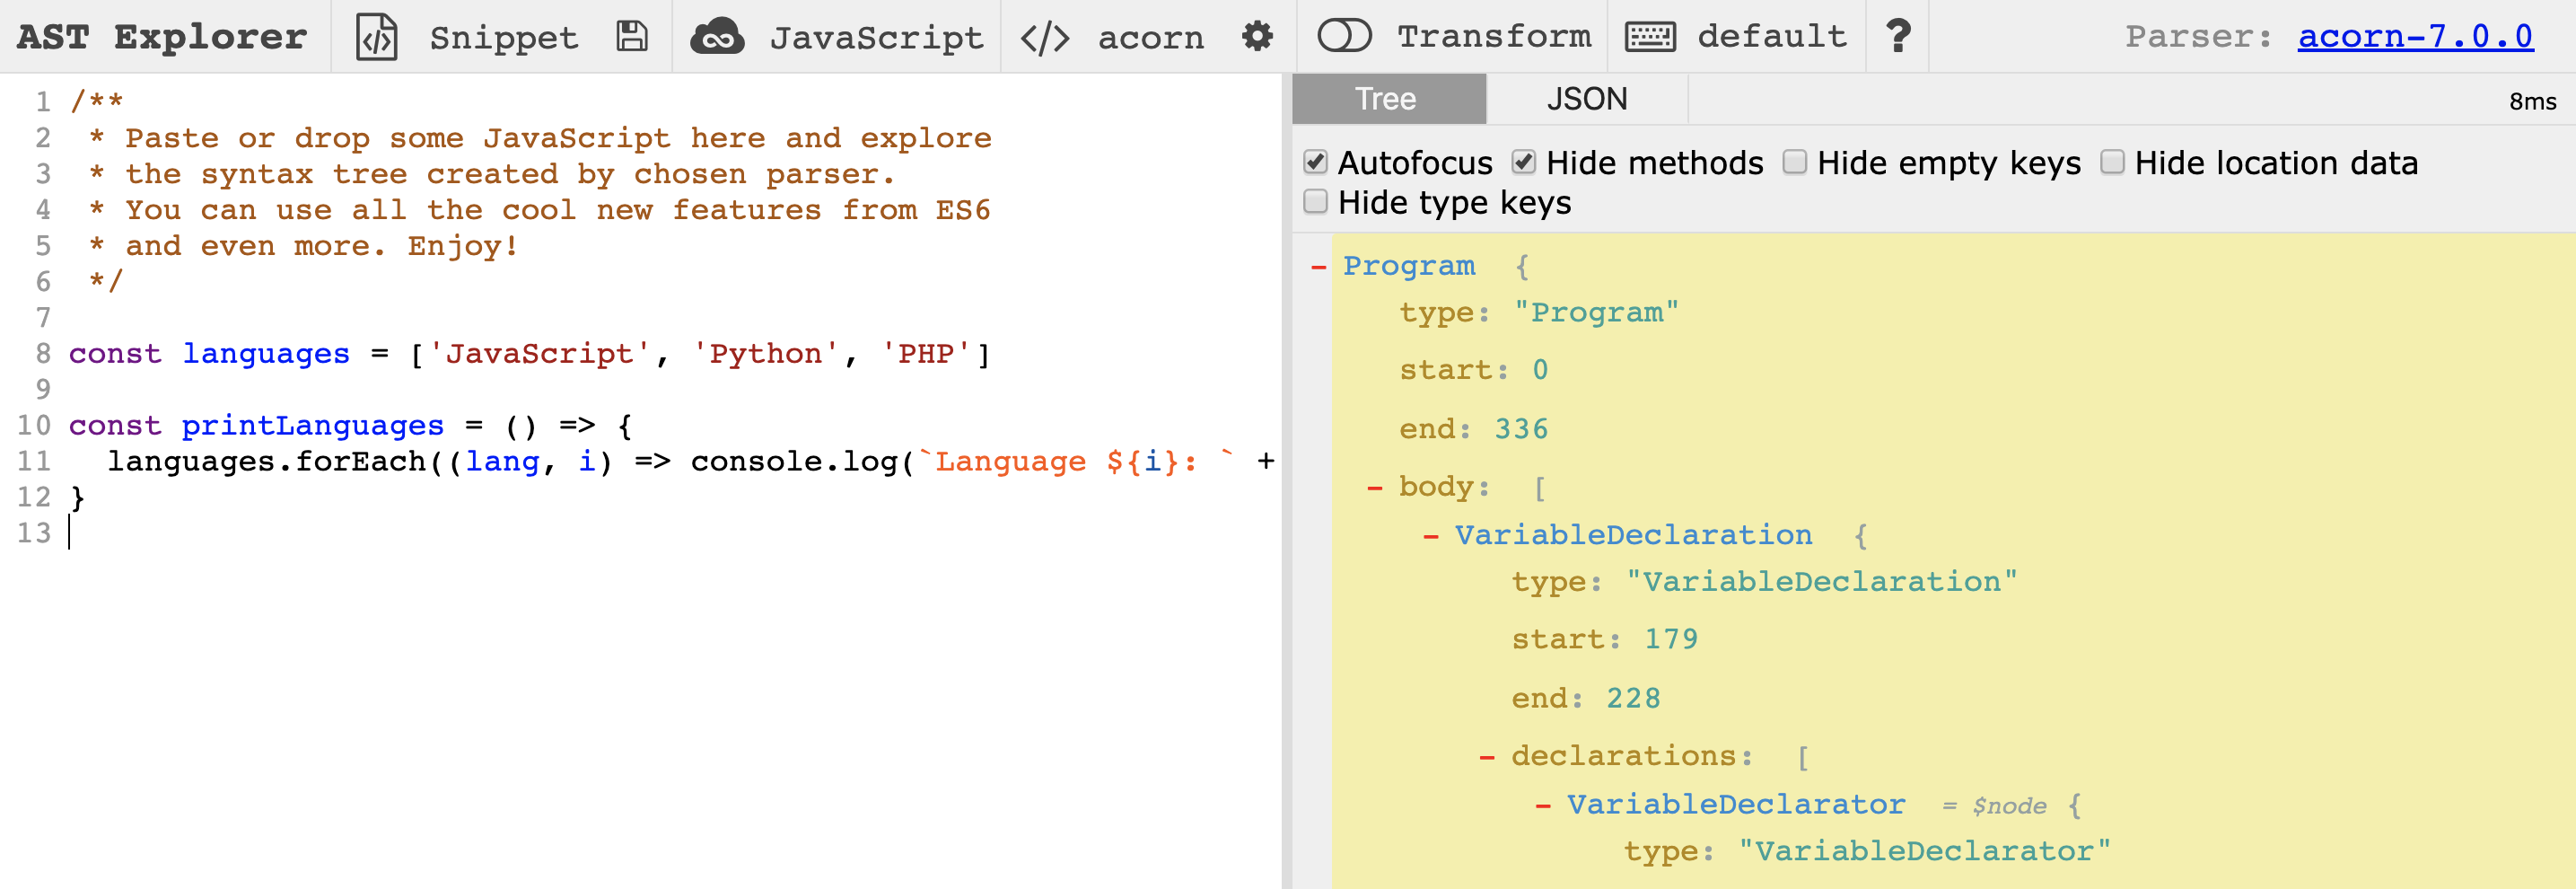 AST Explorer Snippet JavaScript </> acorn Transform default ? Parser: acorn-7.0.0
1 /**
2 * Paste or drop some JavaScript here and explore
3 * the syntax tree created by chosen parser.
4 * You can use all the cool new features from ES6
5 * and even more. Enjoy!
6 */
7
8 const languages = ['JavaScript', 'Python', 'PHP']
9
10 const printLanguages = () => {
11 languages.forEach((lang, i) => console.log(`Language ${i}: ` +
12 }
13
Tree JSON 8ms
Autofocus Hide methods Hide empty keys Hide location data
Hide type keys
- Program {
type: "Program"
start: 0
end: 336
- body: [
- VariableDeclaration {
type: "VariableDeclaration"
start: 179
end: 228
- declarations: [
- VariableDeclarator = $node {
type: "VariableDeclarator"